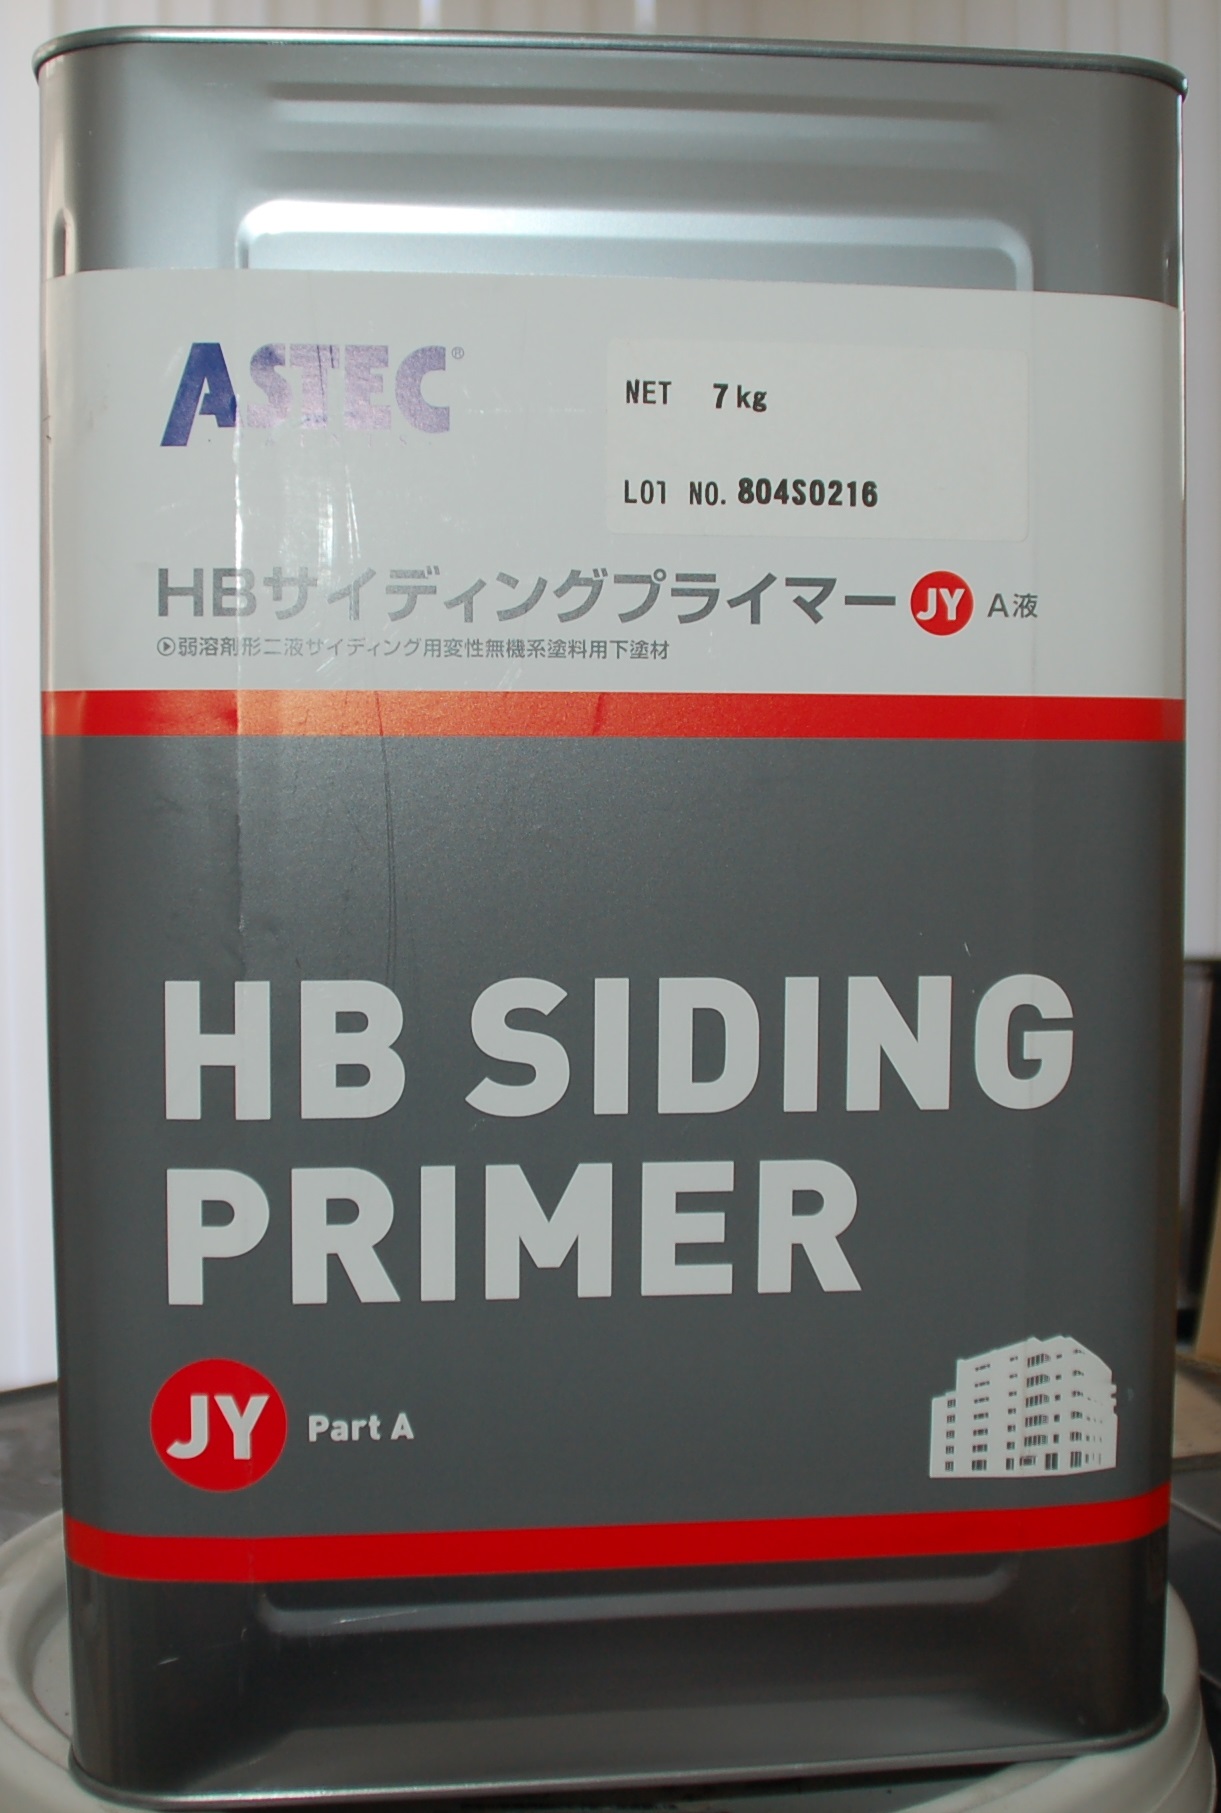 ASTEC®
NET 7kg
LOT NO. 804S0216
HBサイディングプライマー JY A液
弱溶剤形二液サイディング用変性無機系塗料用下塗材
HB SIDING
PRIMER
JY Part A